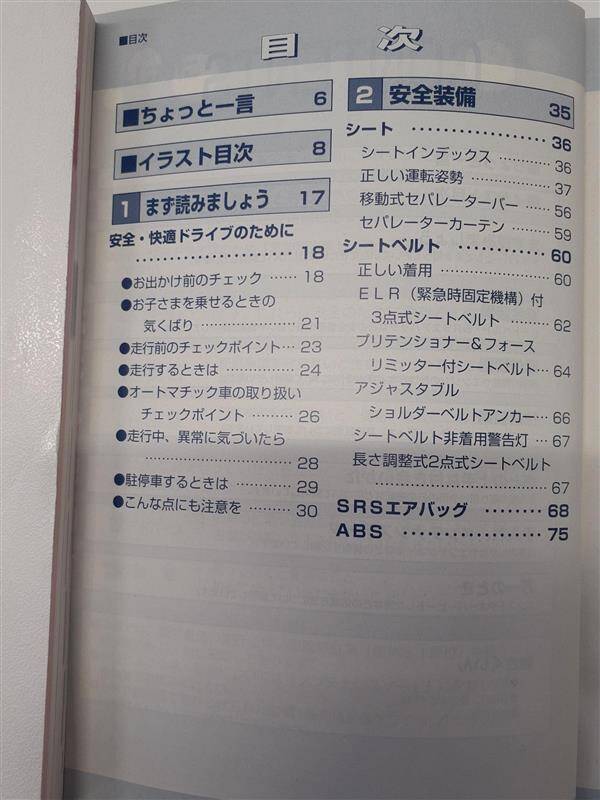 ■目次
目次
■ちょっと一言 6
■イラスト目次 8
1 まず読みましょう 17
安全・快適ドライブのために
·················· 18
●お出かけ前のチェック ······ 18
●お子さまを乗せるときの
気くばり ·················· 21
●走行前のチェックポイント··· 23
●走行するときは ············ 24
●オートマチック車の取り扱い
チェックポイント ········· 26
●走行中、異常に気づいたら
··························· 28
●駐停車するときは ········· 29
●こんな点にも注意を ········· 30
2 安全装備 35
シート ·················· 36
シートインデックス ············ 36
正しい運転姿勢 ·················· 37
移動式セパレーターバー ······ 56
セパレーターカーテン ········· 59
シートベルト ·················· 60
正しい着用 ························ 60
ELR（緊急時固定機構）付
3点式シートベルト ········· 62
プリテンショナー＆フォース
リミッター付シートベルト··· 64
アジャスタブル
ショルダーベルトアンカー··· 66
シートベルト非着用警告灯 ··· 67
長さ調整式2点式シートベルト
································· 67
SRSエアバッグ ········· 68
ABS ·················· 75